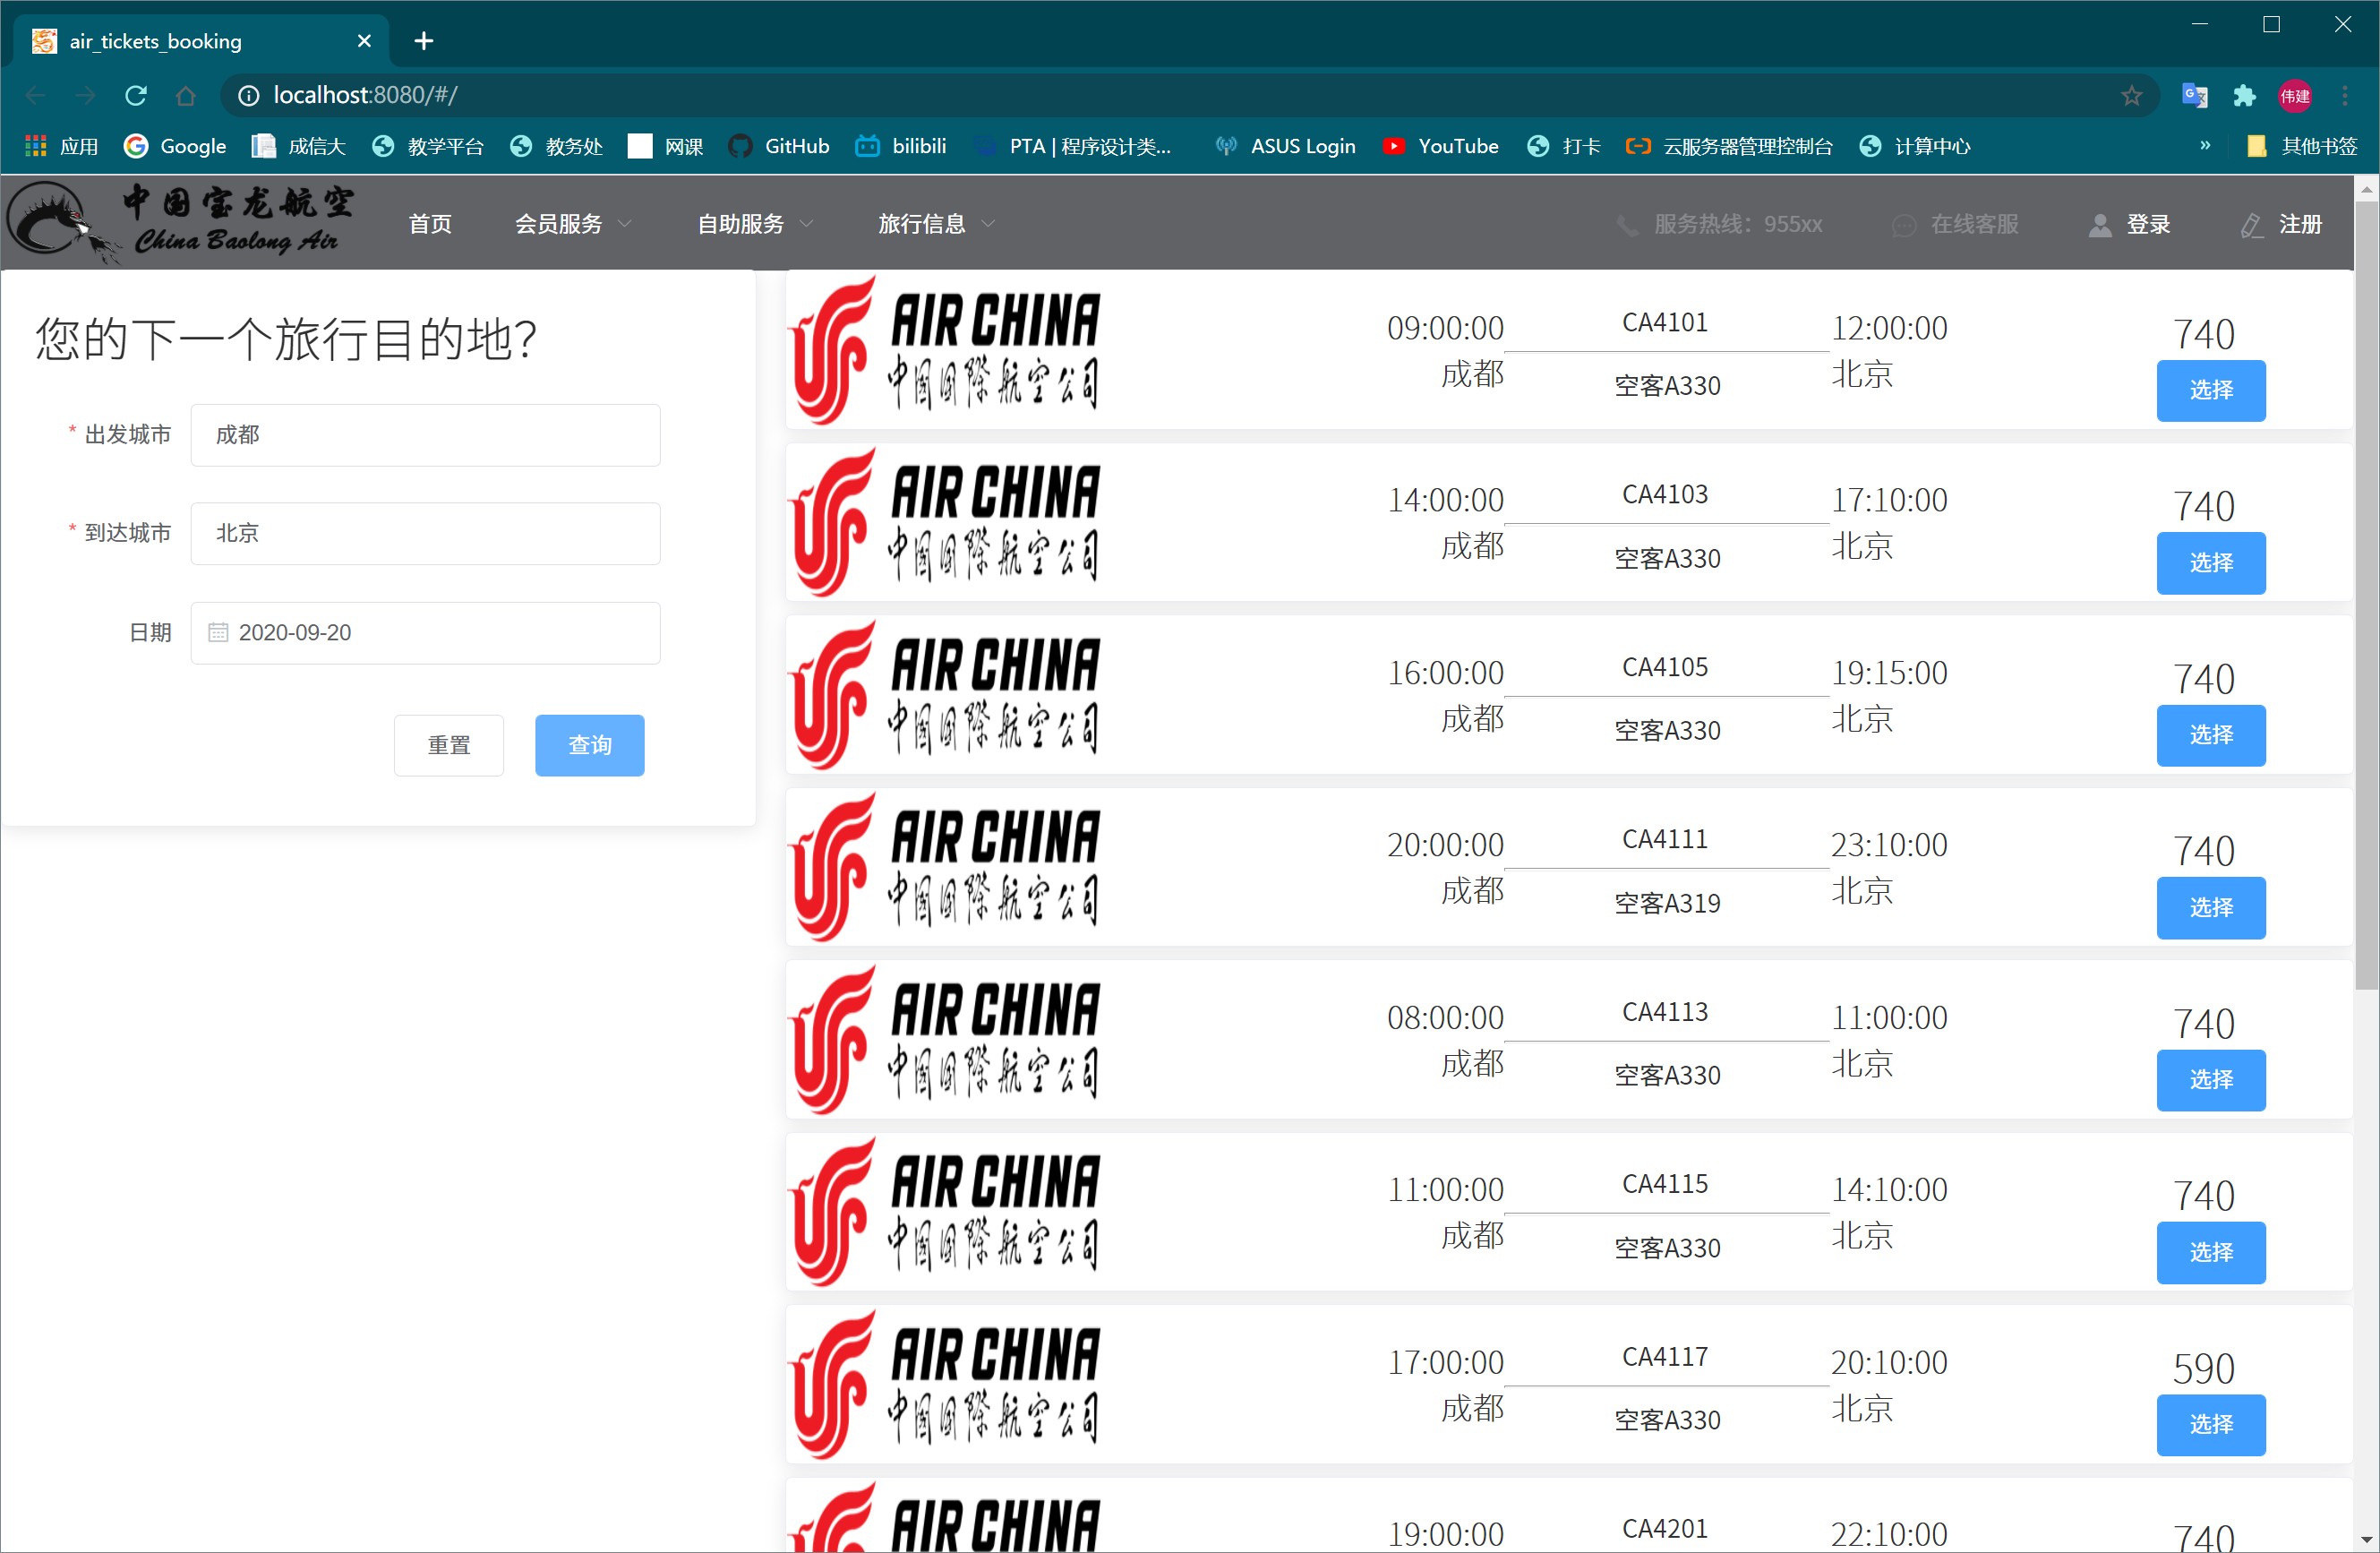 air_tickets_booking
localhost:8080/#/
应用 Google 成信大 教学平台 教务处 网课 GitHub bilibili PTA | 程序设计类... ASUS Login YouTube 打卡 云服务器管理控制台 计算中心 » 其他书签
伟建
中国宝龙航空
China Baolong Air
首页 会员服务 自助服务 旅行信息 服务热线：955xx 在线客服 登录 注册
您的下一个旅行目的地？
* 出发城市 成都
* 到达城市 北京
日期 2020-09-20
重置 查询
AIR CHINA
中国国際航空公司
09:00:00 CA4101 12:00:00 740
成都 空客A330 北京 选择
AIR CHINA
中国国際航空公司
14:00:00 CA4103 17:10:00 740
成都 空客A330 北京 选择
AIR CHINA
中国国際航空公司
16:00:00 CA4105 19:15:00 740
成都 空客A330 北京 选择
AIR CHINA
中国国際航空公司
20:00:00 CA4111 23:10:00 740
成都 空客A319 北京 选择
AIR CHINA
中国国際航空公司
08:00:00 CA4113 11:00:00 740
成都 空客A330 北京 选择
AIR CHINA
中国国際航空公司
11:00:00 CA4115 14:10:00 740
成都 空客A330 北京 选择
AIR CHINA
中国国際航空公司
17:00:00 CA4117 20:10:00 590
成都 空客A330 北京 选择
AIR CHINA
19:00:00 CA4201 22:10:00 740